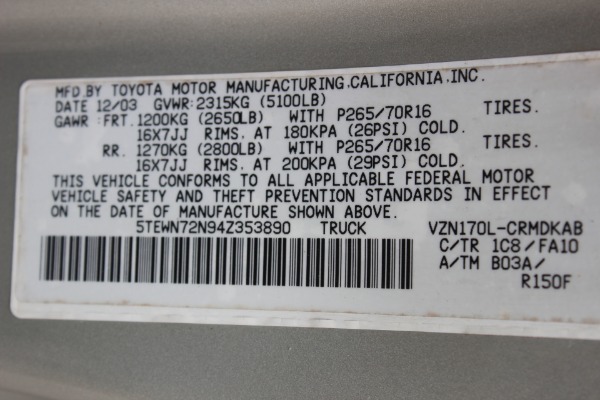 MFD.BY TOYOTA MOTOR MANUFACTURING.CALIFORNIA.INC.
DATE 12/03 GVWR:2315KG (5100LB)
GAWR :FRT. 1200KG (2650LB) WITH P265/70R16 TIRES.
16X7JJ RIMS. AT 180KPA (26PSI) COLD.
RR. 1270KG (2800LB) WITH P265/70R16 TIRES.
16X7JJ RIMS. AT 200KPA (29PSI) COLD.
THIS VEHICLE CONFORMS TO ALL APPLICABLE FEDERAL MOTOR
VEHICLE SAFETY AND THEFT PREVENTION STANDARDS IN EFFECT
ON THE DATE OF MANUFACTURE SHOWN ABOVE.
5TEWN72N94Z353890 TRUCK VZN170L-CRMDKAB
C/TR 1C8/FA10
A/TM B03A/
R150F